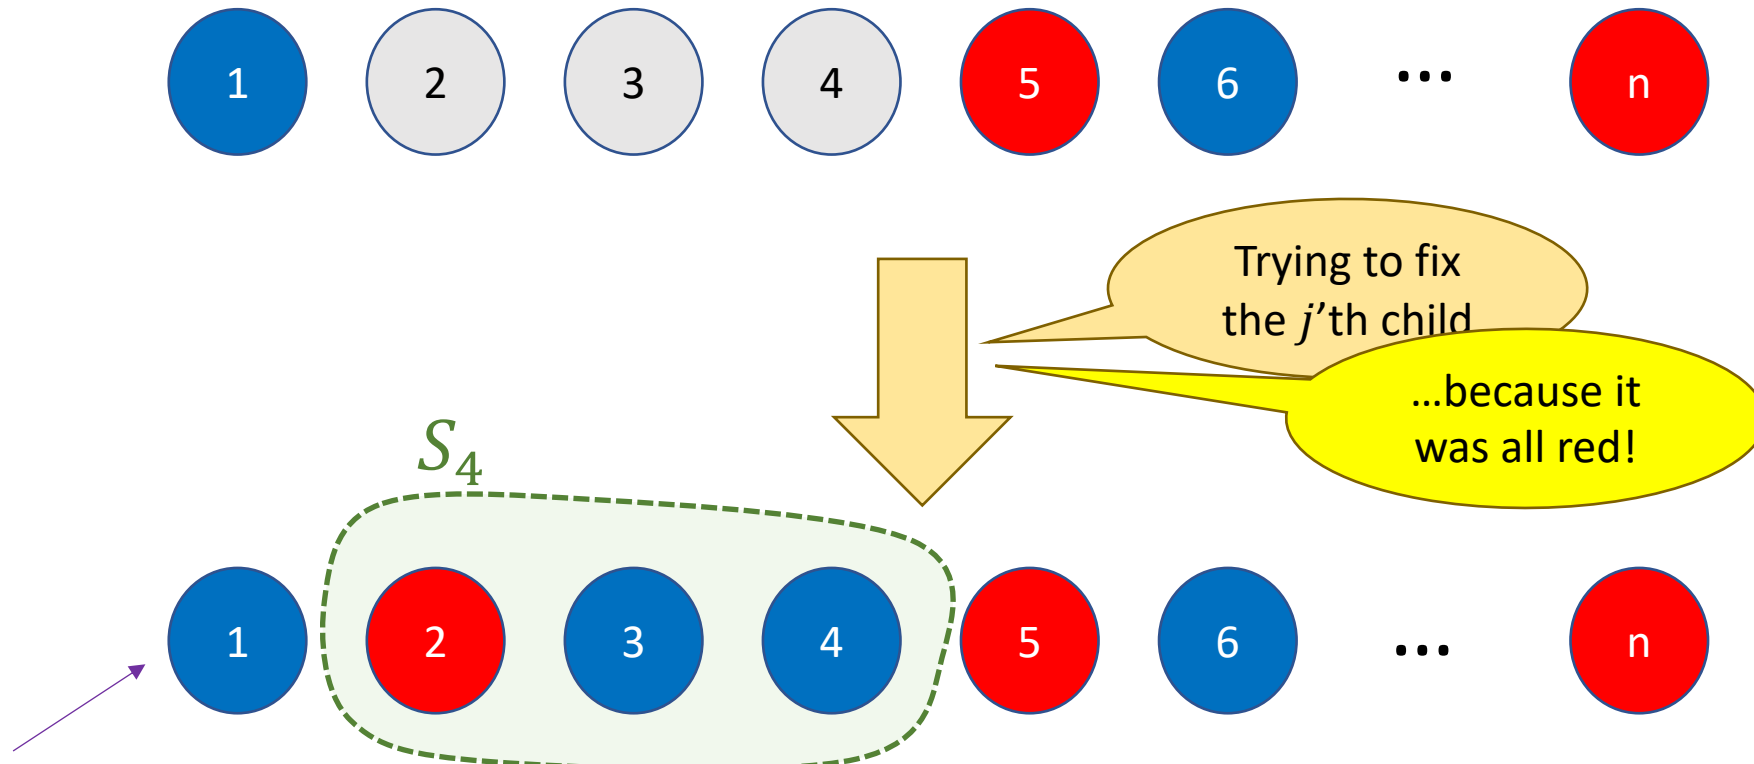 1 2 3 4 5 6 ... n
Trying to fix
the j’th child
...because it
was all red!
S₄
1 2 3 4 5 6 ... n